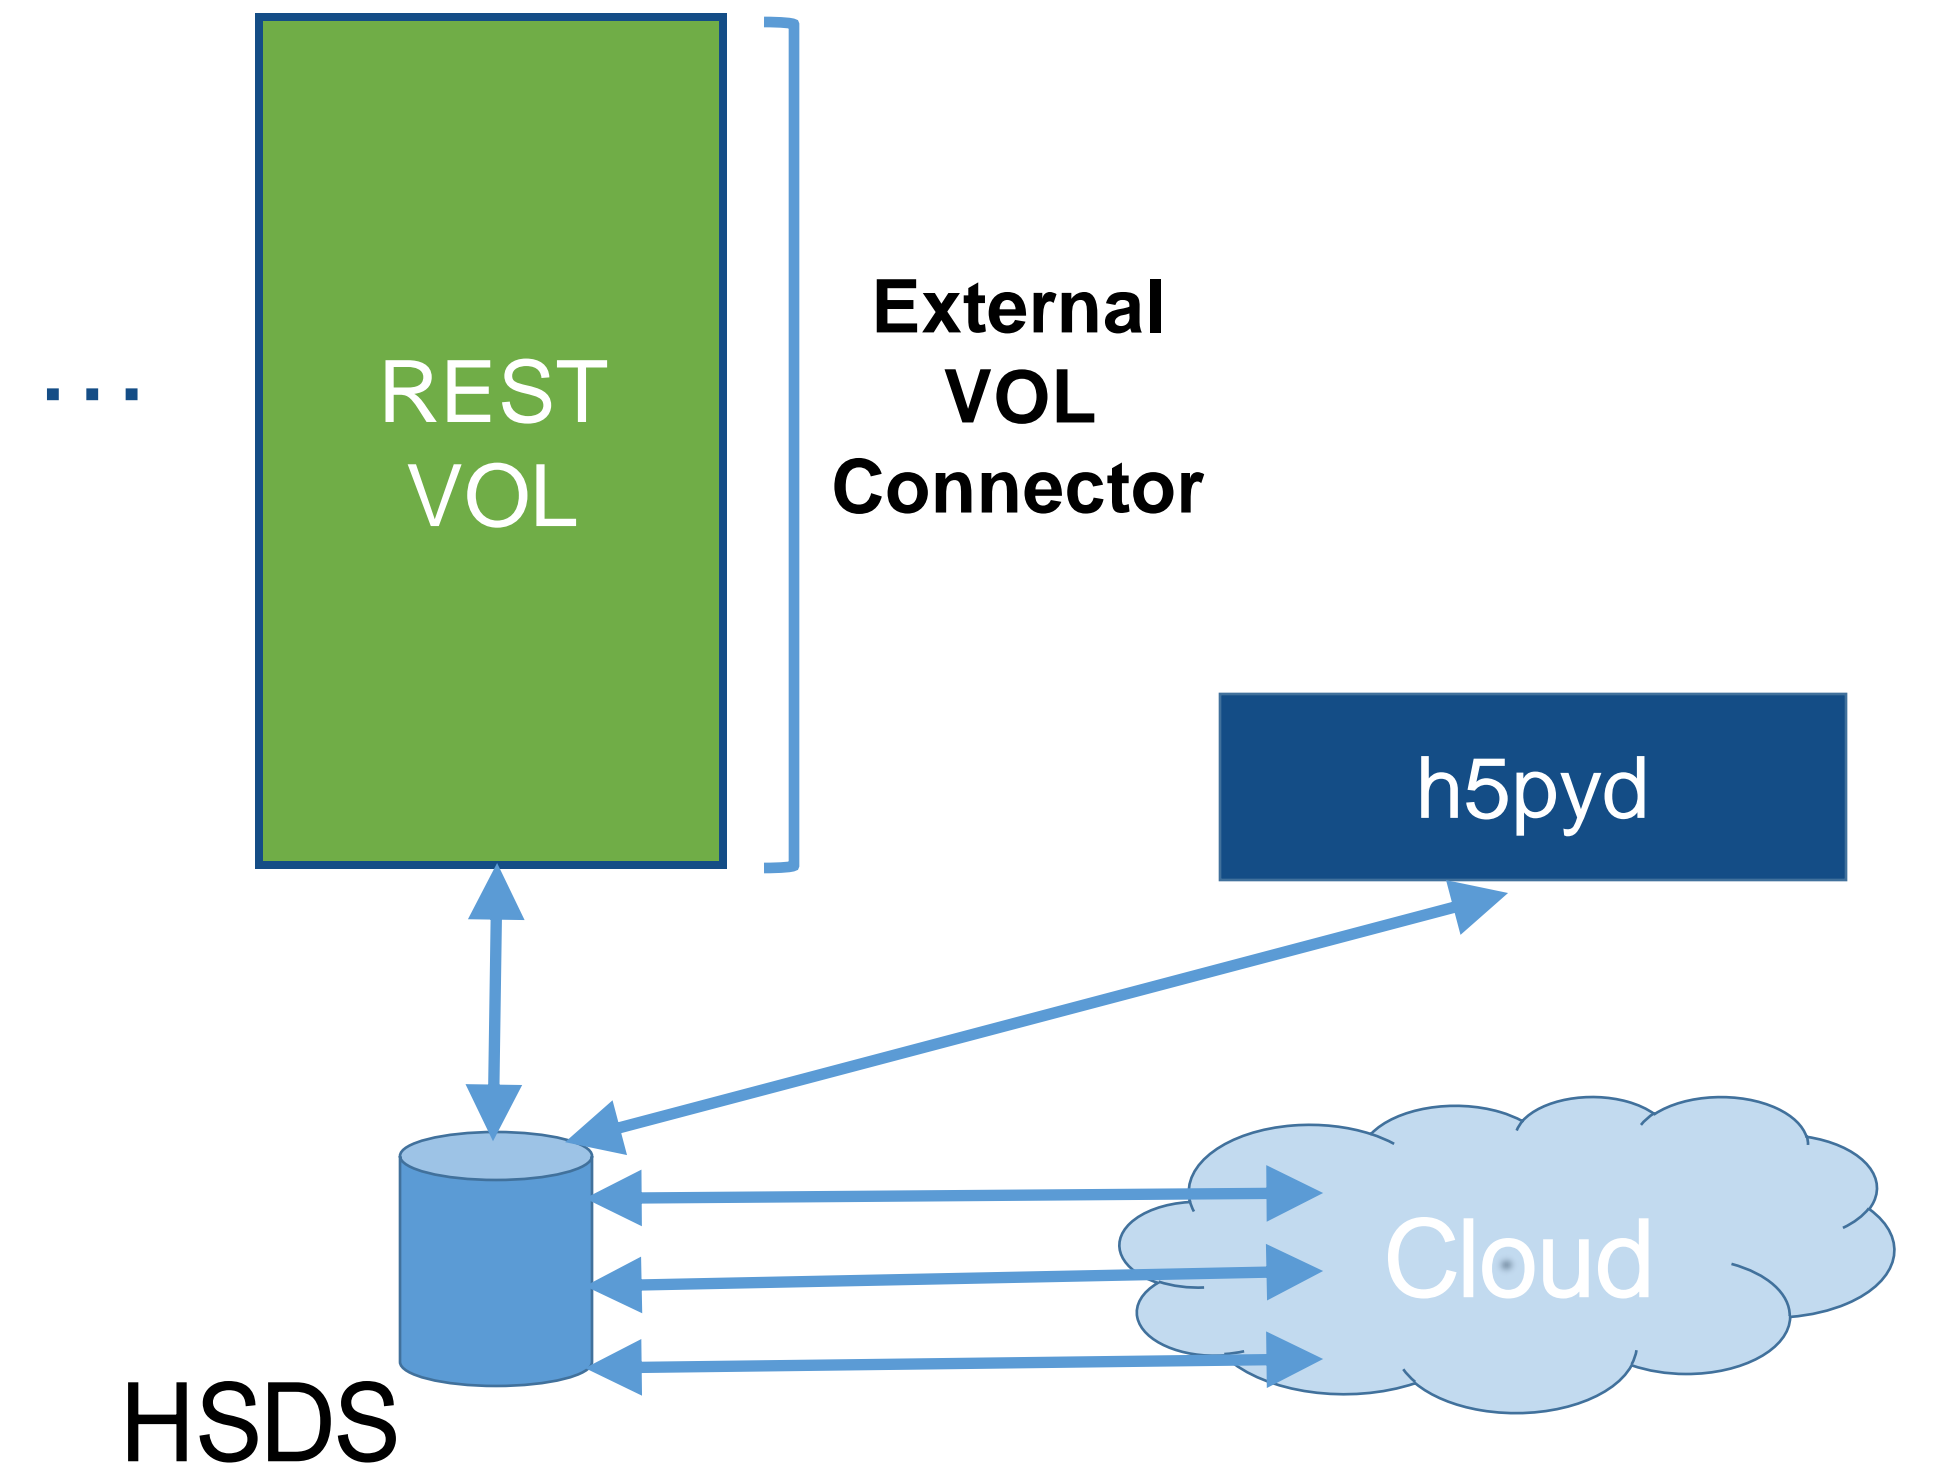 External
VOL
Connector
...
REST
VOL
h5pyd
Cloud
HSDS